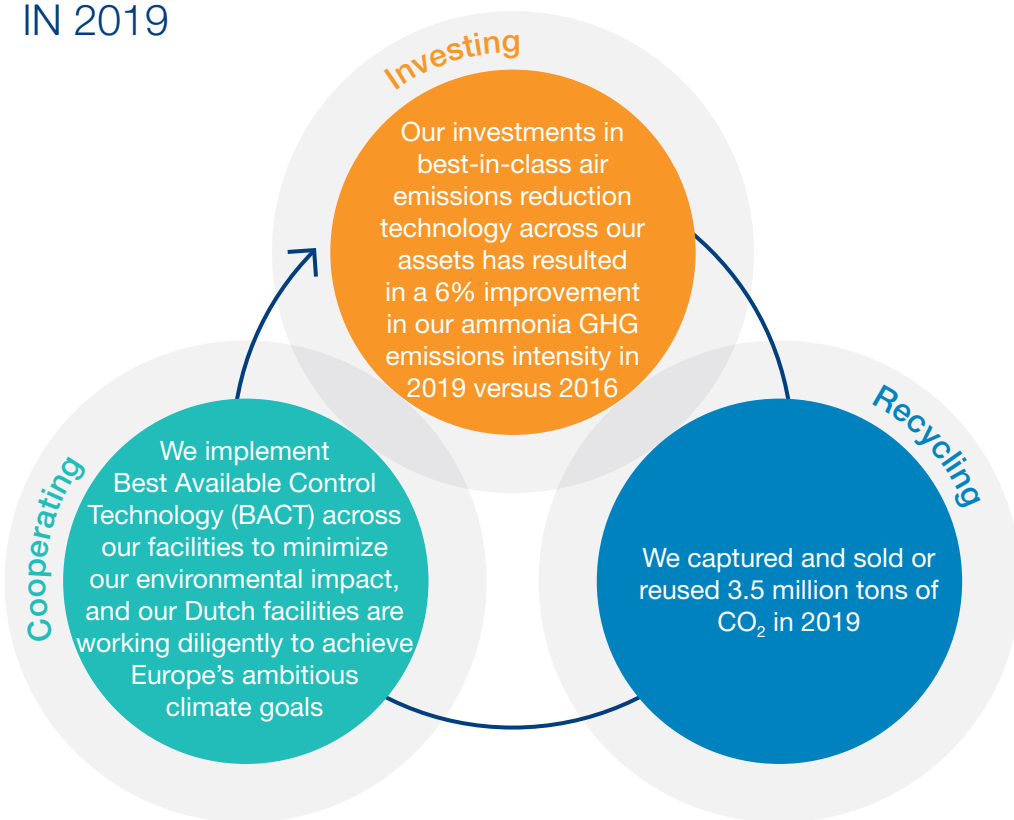 IN 2019
Investing
Our investments in
best-in-class air
emissions reduction
technology across our
assets has resulted
in a 6% improvement
in our ammonia GHG
emissions intensity in
2019 versus 2016
Recycling
We captured and sold or
reused 3.5 million tons of
CO₂ in 2019
Cooperating
We implement
Best Available Control
Technology (BACT) across
our facilities to minimize
our environmental impact,
and our Dutch facilities are
working diligently to achieve
Europe’s ambitious
climate goals